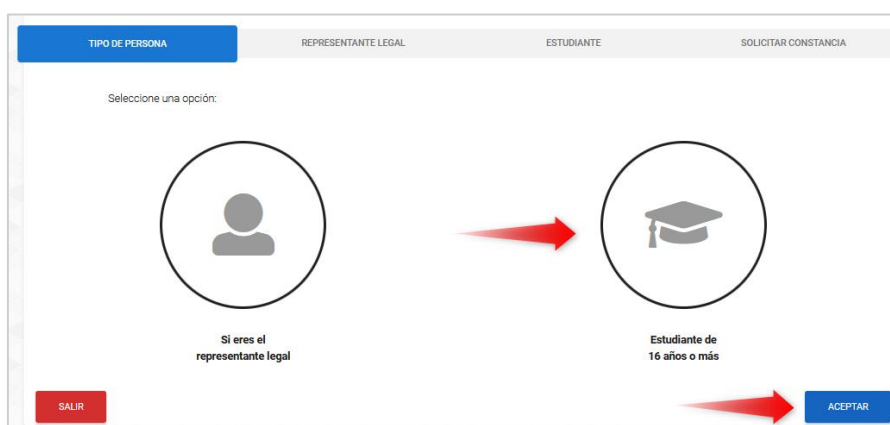 TIPO DE PERSONA
REPRESENTANTE LEGAL
ESTUDIANTE
SOLICITAR CONSTANCIA
Seleccione una opción:
Si eres el
representante legal
Estudiante de
16 años o más
SALIR
ACEPTAR